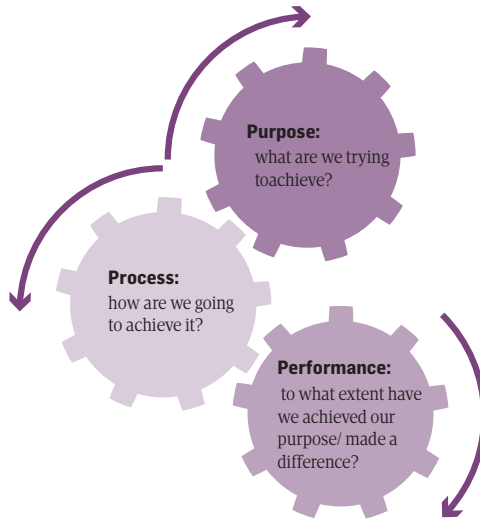 Purpose:
what are we trying
toachieve?
Process:
how are we going
to achieve it?
Performance:
to what extent have
we achieved our
purpose/ made a
difference?